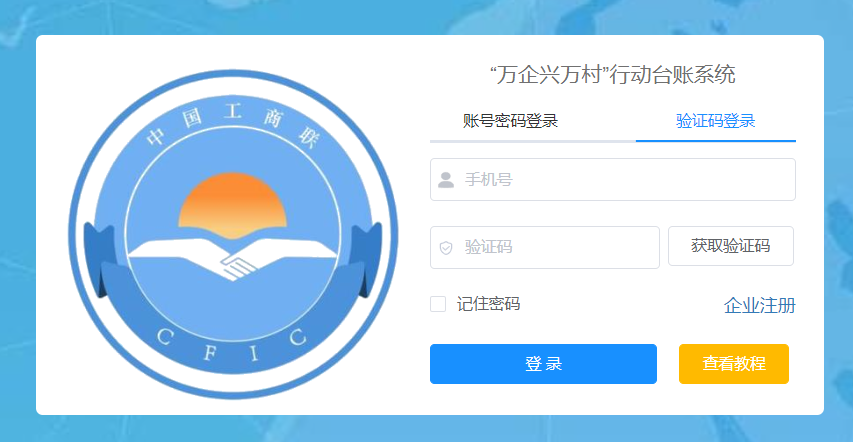 中国工商联
CFIC
“万企兴万村”行动台账系统
账号密码登录
验证码登录
手机号
验证码
获取验证码
记住密码
企业注册
登 录
查看教程